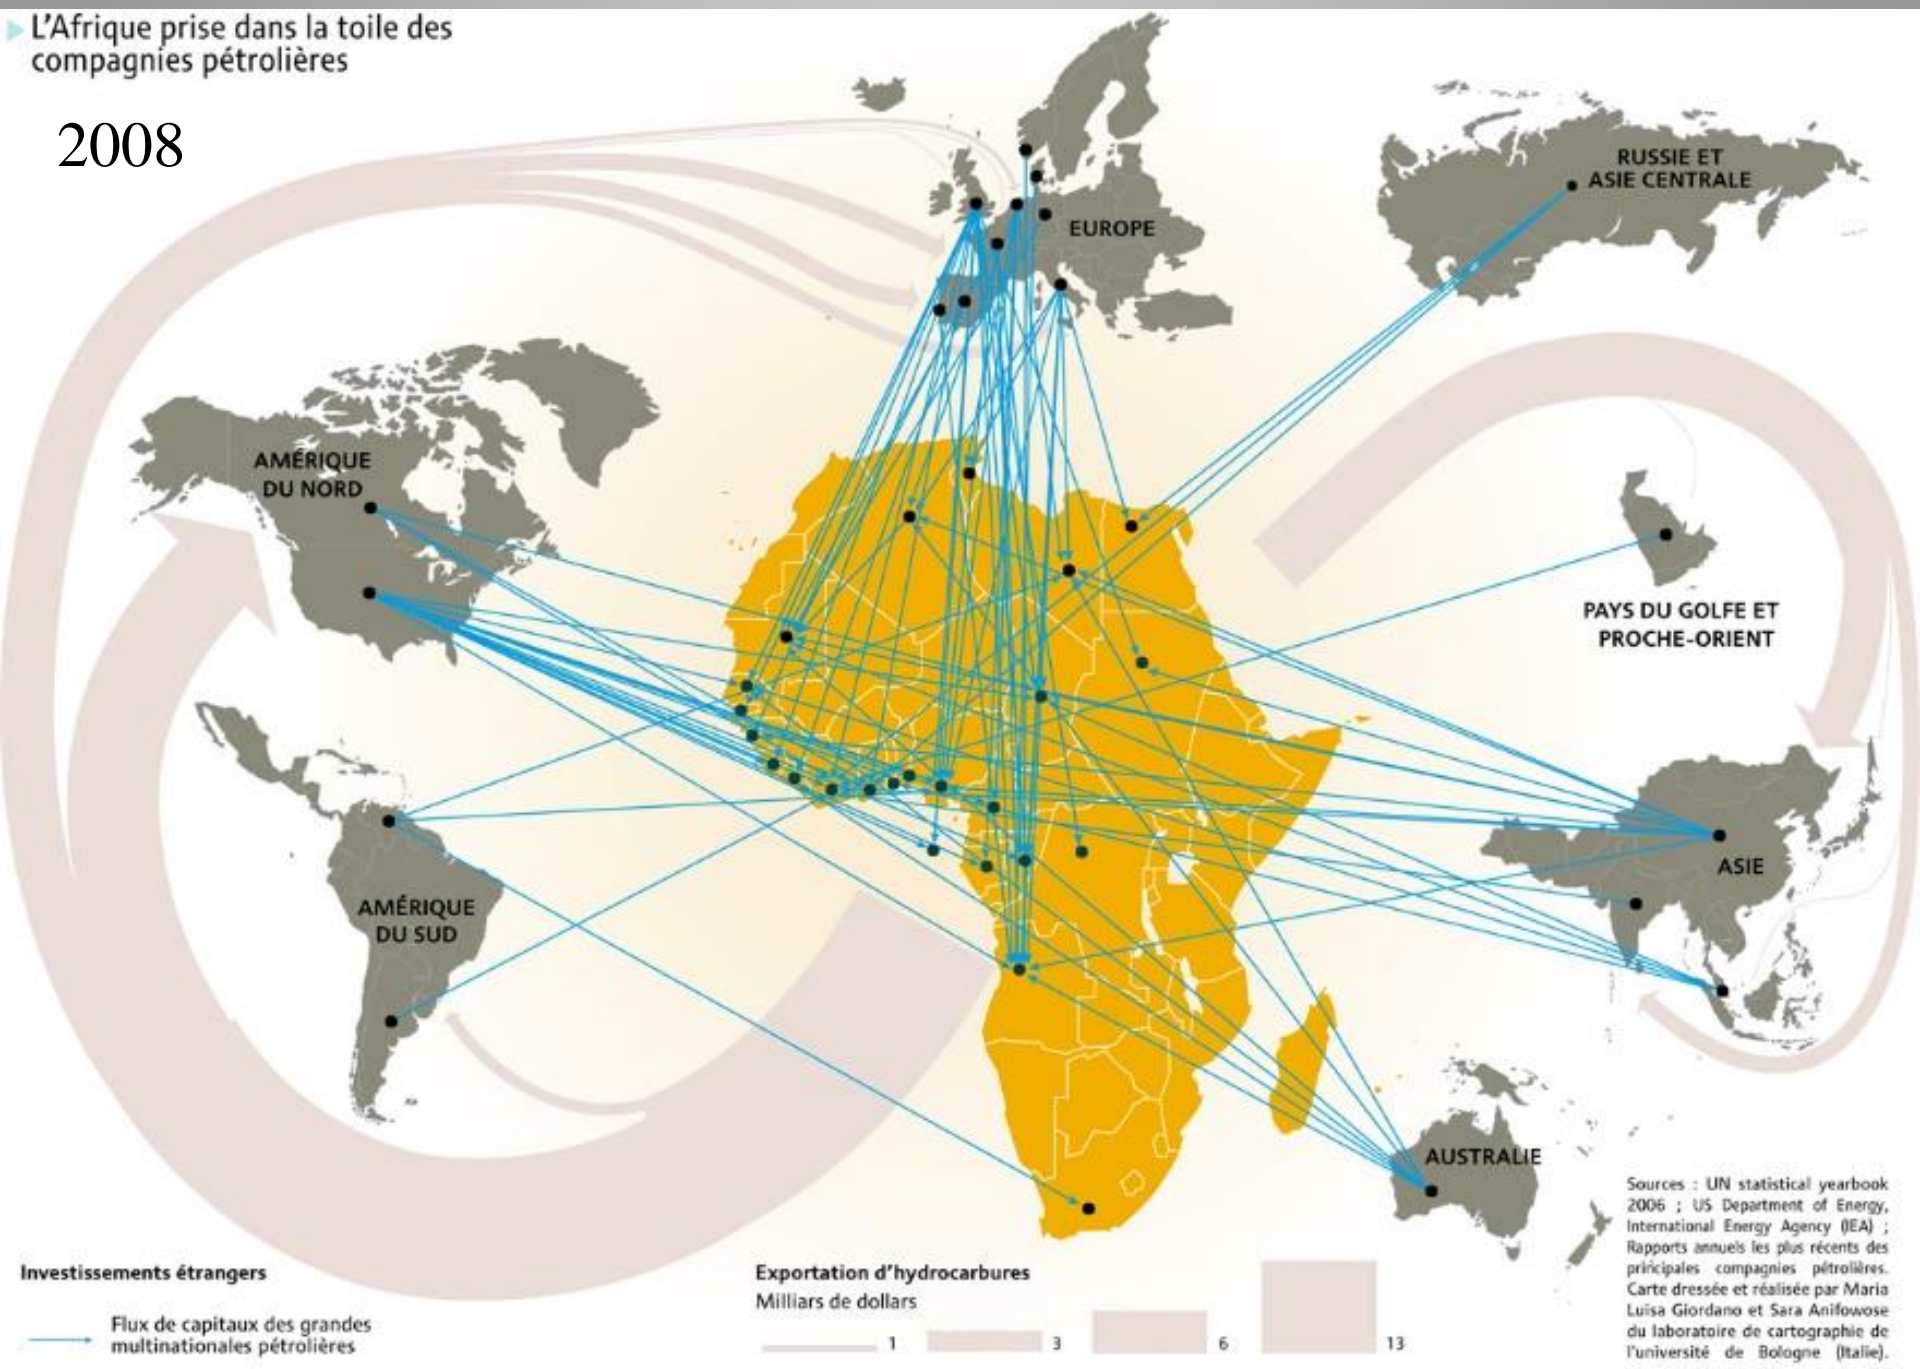 L'Afrique prise dans la toile des
compagnies pétrolières
2008
RUSSIE ET
ASIE CENTRALE
EUROPE
AMÉRIQUE
DU NORD
PAYS DU GOLFE ET
PROCHE-ORIENT
ASIE
AMÉRIQUE
DU SUD
AUSTRALIE
Sources : UN statistical yearbook
2006 ; US Department of Energy,
International Energy Agency (IEA) ;
Rapports annuels les plus récents des
principales compagnies pétrolières.
Carte dressée et réalisée par Maria
Luisa Giordano et Sara Anifowose
du laboratoire de cartographie de
l'université de Bologne (Italie).
Investissements étrangers
Flux de capitaux des grandes
multinationales pétrolières
Exportation d'hydrocarbures
Milliars de dollars
1
3
6
13